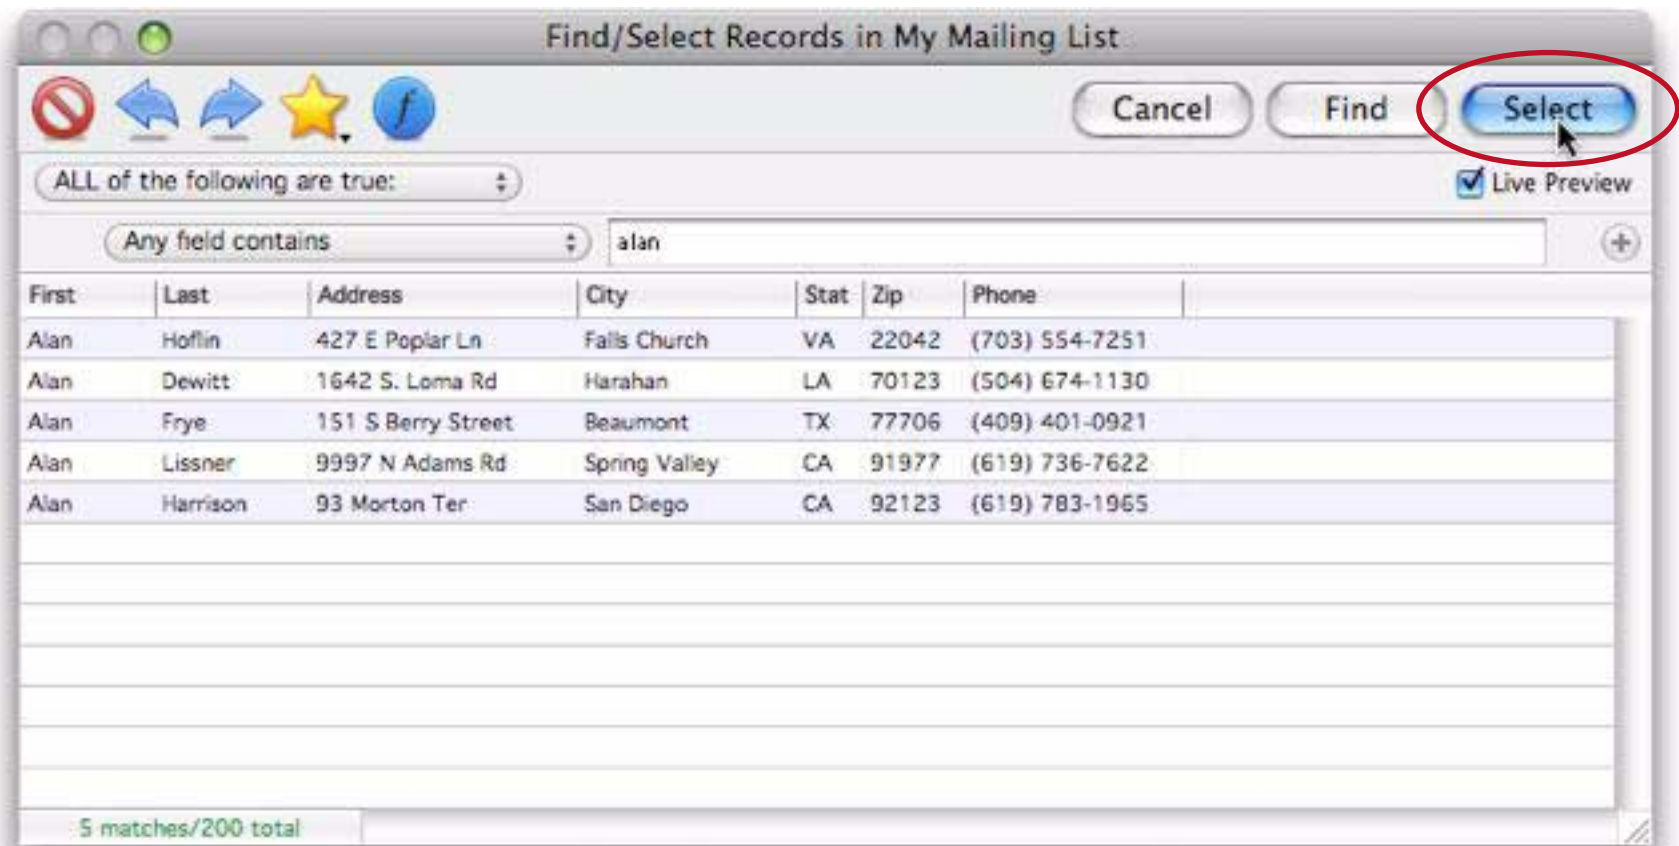 Find/Select Records in My Mailing List
Cancel Find Select
ALL of the following are true: Live Preview
Any field contains alan
First Last Address City Stat Zip Phone
Alan Hoflin 427 E Poplar Ln Falls Church VA 22042 (703) 554-7251
Alan Dewitt 1642 S. Loma Rd Harahan LA 70123 (504) 674-1130
Alan Frye 151 S Berry Street Beaumont TX 77706 (409) 401-0921
Alan Lissner 9997 N Adams Rd Spring Valley CA 91977 (619) 736-7622
Alan Harrison 93 Morton Ter San Diego CA 92123 (619) 783-1965
5 matches/200 total